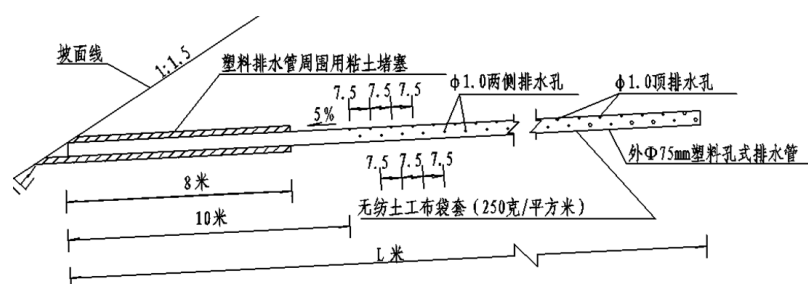 坡面线
1:1.5
塑料排水管周围用粘土堵塞
7.5 7.5 7.5
φ1.0两侧排水孔
φ1.0顶排水孔
5%
7.5 7.5 7.5
外Φ75mm塑料孔式排水管
8米
无纺土工布袋套（250克/平方米）
10米
L米